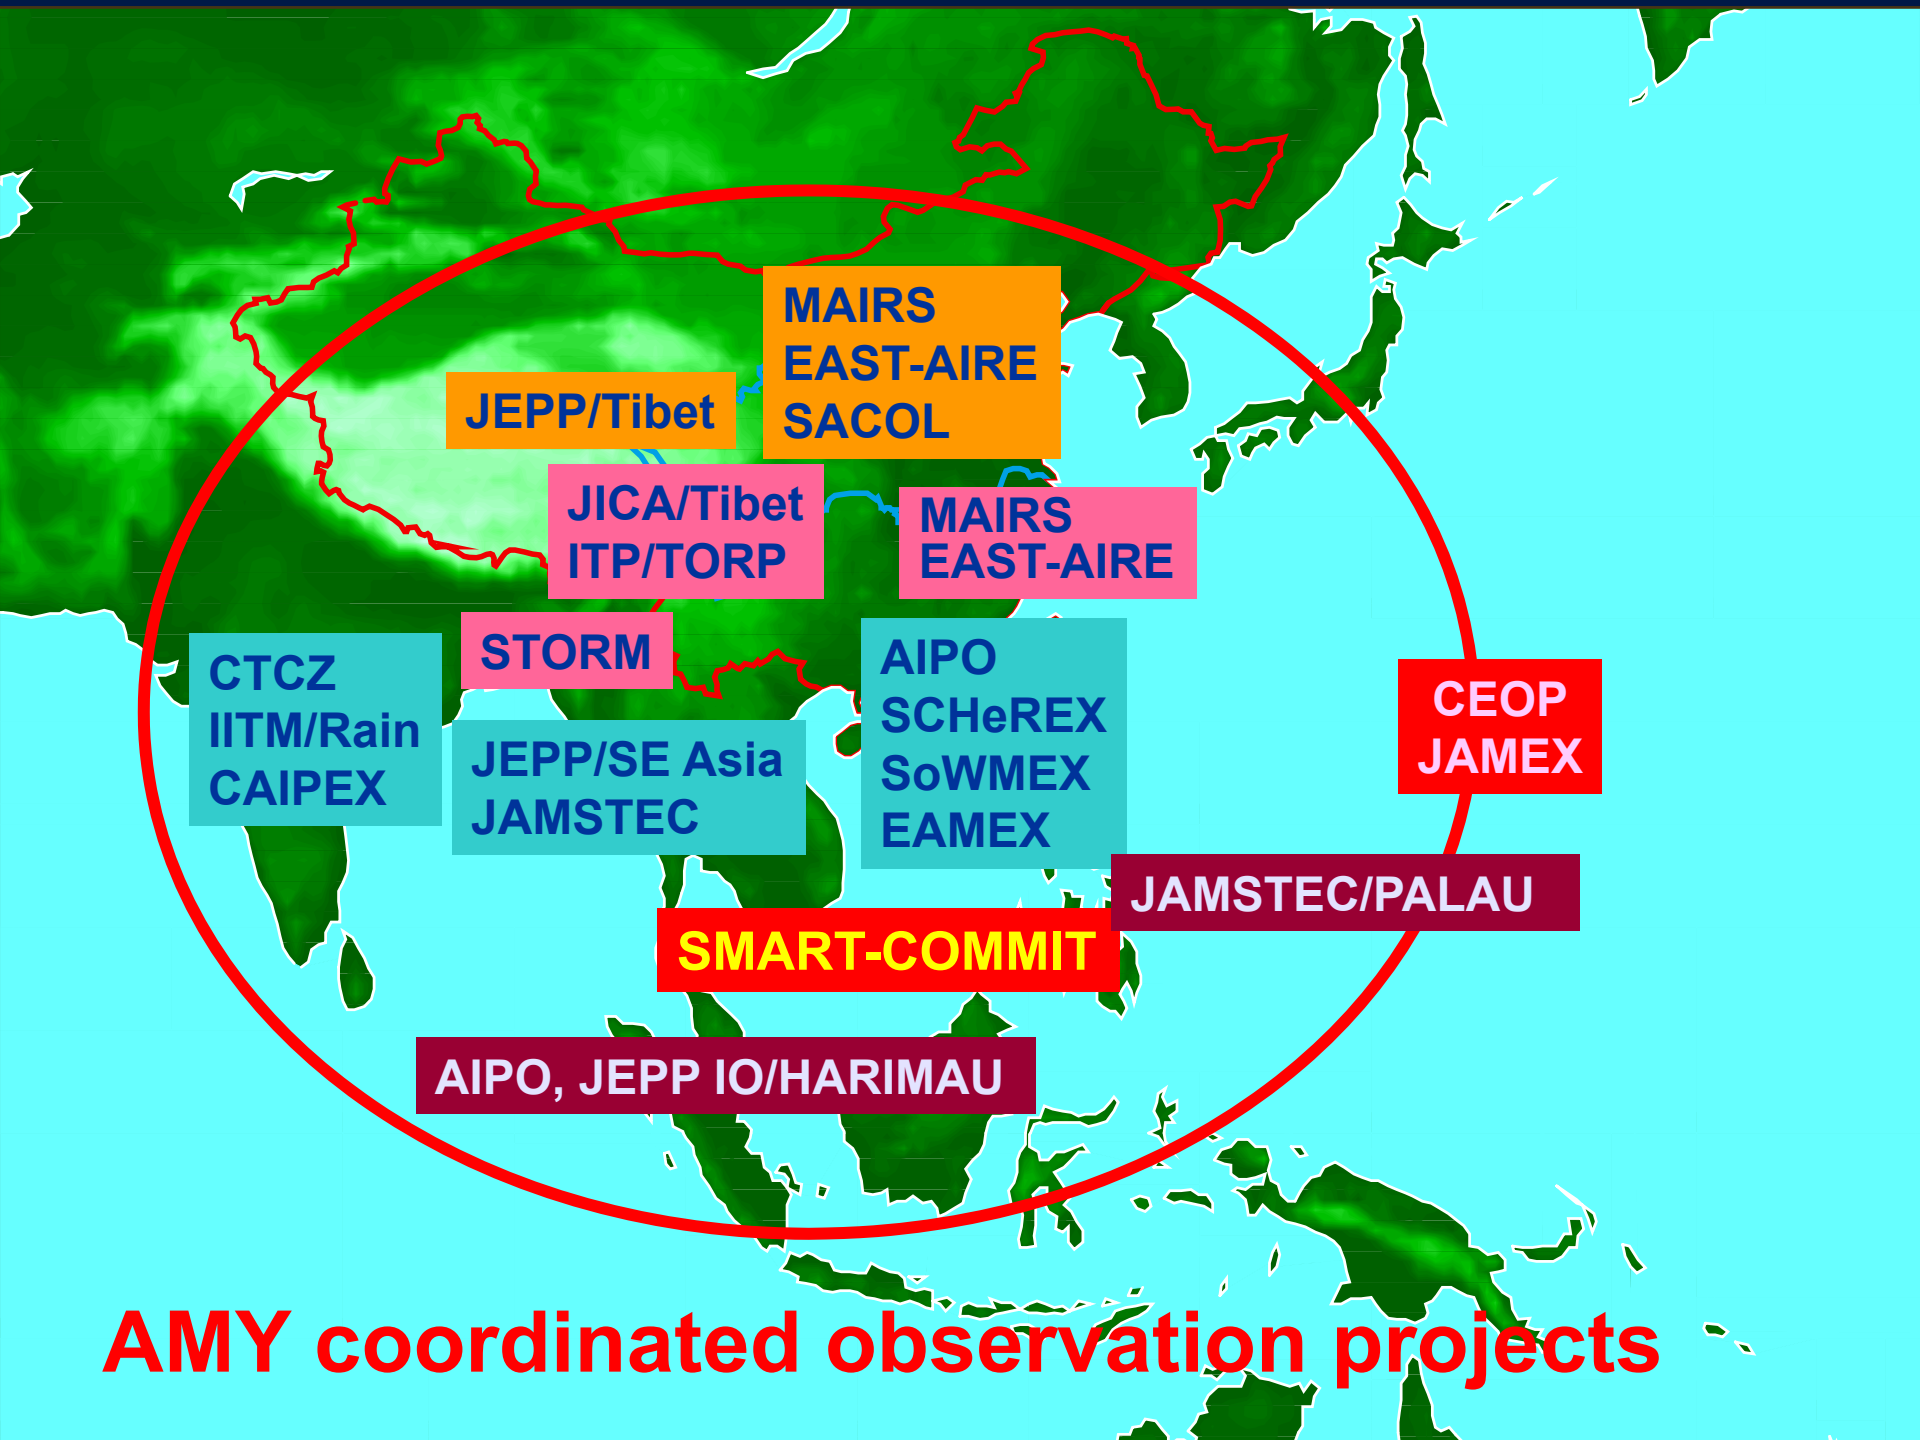 MAIRS
EAST-AIRE
SACOL
JEPP/Tibet
JICA/Tibet
ITP/TORP
MAIRS
EAST-AIRE
STORM
CTCZ
IITM/Rain
CAIPEX
JEPP/SE Asia
JAMSTEC
AIPO
SCHeREX
SoWMEX
EAMEX
CEOP
JAMEX
JAMSTEC/PALAU
SMART-COMMIT
AIPO, JEPP IO/HARIMAU
AMY coordinated observation projects